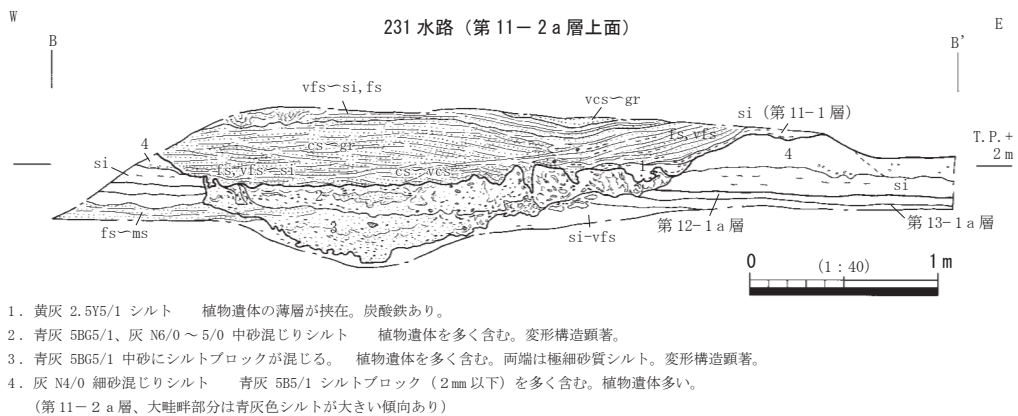 W
231 水路（第 11－2 a 層上面）
E
B
B’
vfs〜si,fs
vcs〜gr
si（第 11-1 層）
fs,vfs
T.P.+
2 m
4
cs〜gr
4
si
fs,vfs〜si
cs〜vcs
1
2
si
3
fs〜ms
si-vfs
第 12-1a 層
第 13-1a 層
0
（1：40）
1 m
1．黄灰 2.5Y5/1 シルト　　植物遺体の薄層が挟在。炭酸鉄あり。
2．青灰 5BG5/1、灰 N6/0 〜 5/0 中砂混じりシルト　　植物遺体を多く含む。変形構造顕著。
3．青灰 5BG5/1 中砂にシルトブロックが混じる。　植物遺体を多く含む。両端は極細砂質シルト。変形構造顕著。
4．灰 N4/0 細砂混じりシルト　　青灰 5B5/1 シルトブロック（２㎜ 以下）を多く含む。植物遺体多い。
（第 11－２a 層、大畦畔部分は青灰色シルトが大きい傾向あり）